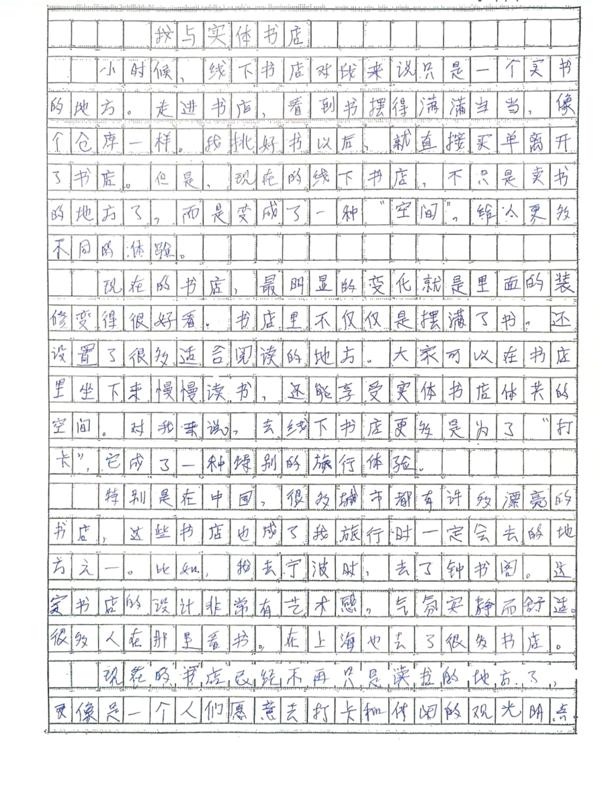 我与实体书店
小时候，线下书店对我来说只是一个买书
的地方。走进书店，看到书摆得满满当当，像
个仓库一样。我挑好书以后，就直接买单离开
了书店。但是，现在的线下书店，不只是卖书
的地方了，而是变成了一种“空间”，给人更多
不同的体验。
现在的书店，最明显的变化就是里面的装
修变得很好看。书店里不仅仅是摆满了书。还
设置了很多适合阅读的地方。大家可以在书店
里坐下来慢慢读书，还能享受实体书店体共的
空间。对我来说，去线下书店更多是为了“打
卡”，它成了一种特别的旅行体验。
特别是在中国，很多城市都有许多漂亮的
书店，这些书店也成了我旅行时一定会去的地
方之一。比如，我去宁波时，去了钟书阁。这
家书店的设计非常有艺术感，气氛安静而舒适。
很多人在那里看书。在上海也去了很多书店。
现在的书店已经不再只是读书的地方了，
更像是一个人们愿意去打卡和休闲的观光明点